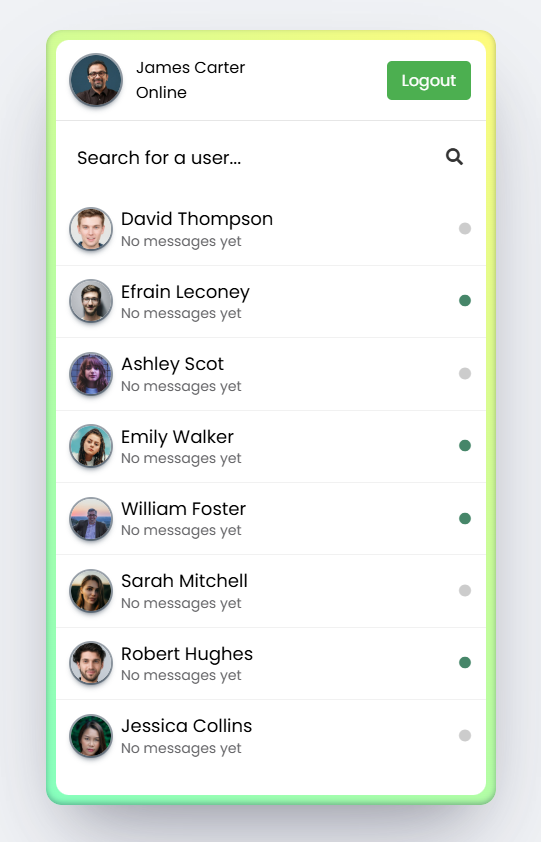 James Carter
Online
Logout
Search for a user...
David Thompson
No messages yet
Efrain Leconey
No messages yet
Ashley Scot
No messages yet
Emily Walker
No messages yet
William Foster
No messages yet
Sarah Mitchell
No messages yet
Robert Hughes
No messages yet
Jessica Collins
No messages yet